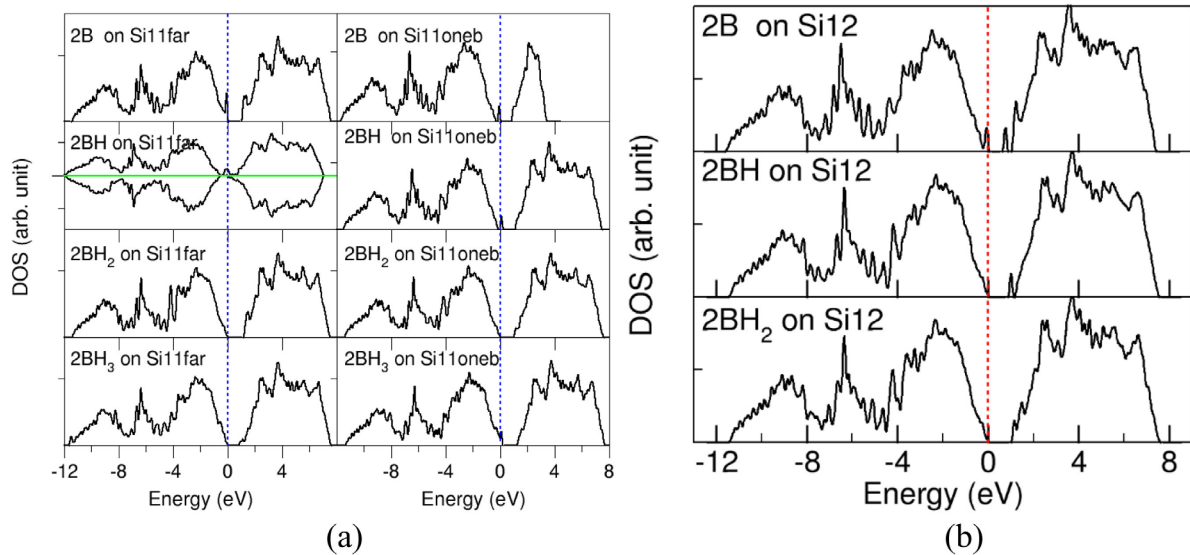 2B on Si11far
2B on Si11oneb
2BH on Si11far
2BH on Si11oneb
2BH₂ on Si11far
2BH₂ on Si11oneb
2BH₃ on Si11far
2BH₃ on Si11oneb
DOS (arb. unit)
-12 -8 -4 0 4 -8 -4 0 4 8
Energy (eV) Energy (eV)
(a)
2B on Si12
2BH on Si12
2BH₂ on Si12
DOS (arb. unit)
-12 -8 -4 0 4 8
Energy (eV)
(b)